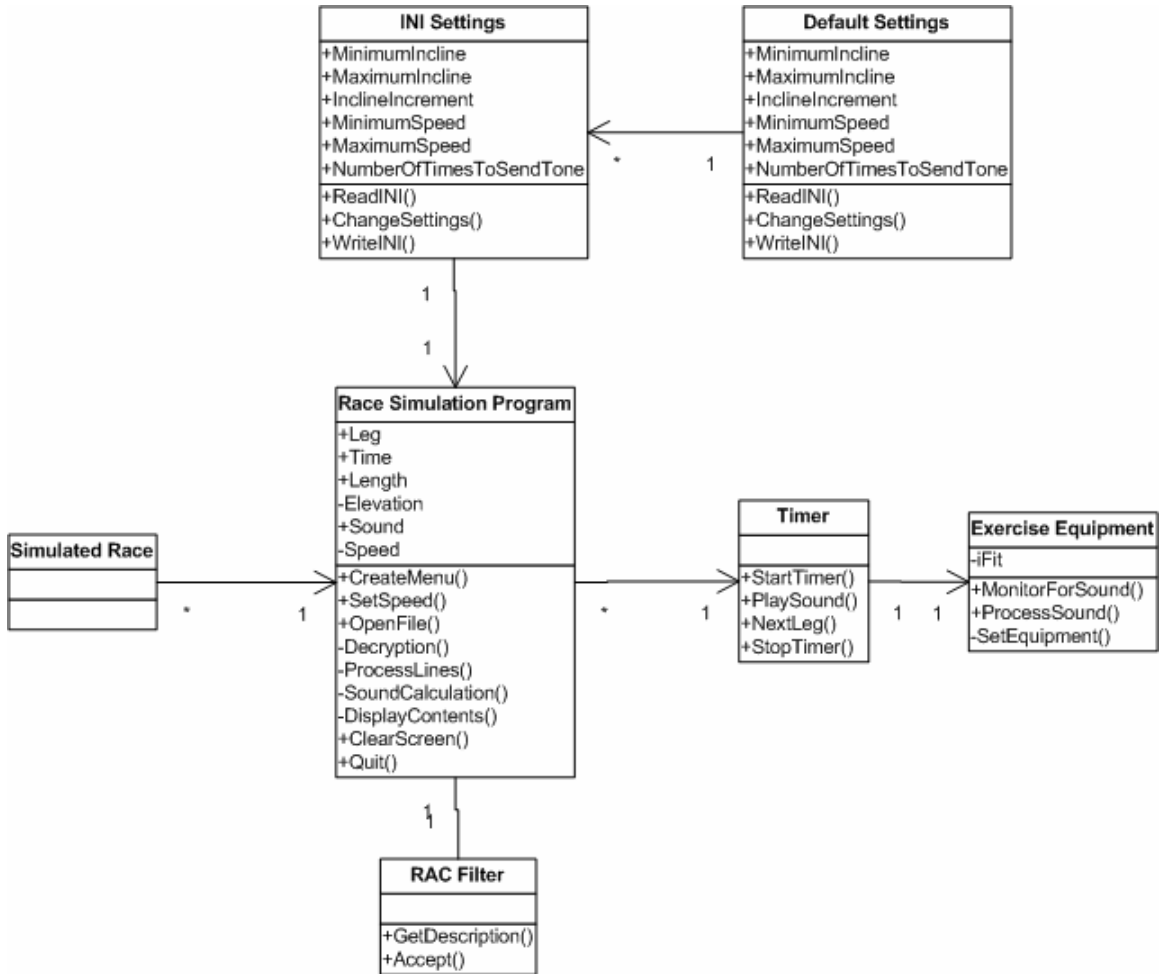 INI Settings
+MinimumIncline
+MaximumIncline
+InclineIncrement
+MinimumSpeed
+MaximumSpeed
+NumberOfTimesToSendTone
+ReadINI()
+ChangeSettings()
+WriteINI()
Default Settings
+MinimumIncline
+MaximumIncline
+InclineIncrement
+MinimumSpeed
+MaximumSpeed
+NumberOfTimesToSendTone
+ReadINI()
+ChangeSettings()
+WriteINI()
*
1
1
1
Race Simulation Program
+Leg
+Time
+Length
-Elevation
+Sound
-Speed
+CreateMenu()
+SetSpeed()
+OpenFile()
-Decryption()
-ProcessLines()
-SoundCalculation()
-DisplayContents()
+ClearScreen()
+Quit()
Simulated Race
*
1
Timer
+StartTimer()
+PlaySound()
+NextLeg()
+StopTimer()
*
1
Exercise Equipment
-iFit
+MonitorForSound()
+ProcessSound()
-SetEquipment()
1
1
1
1
RAC Filter
+GetDescription()
+Accept()